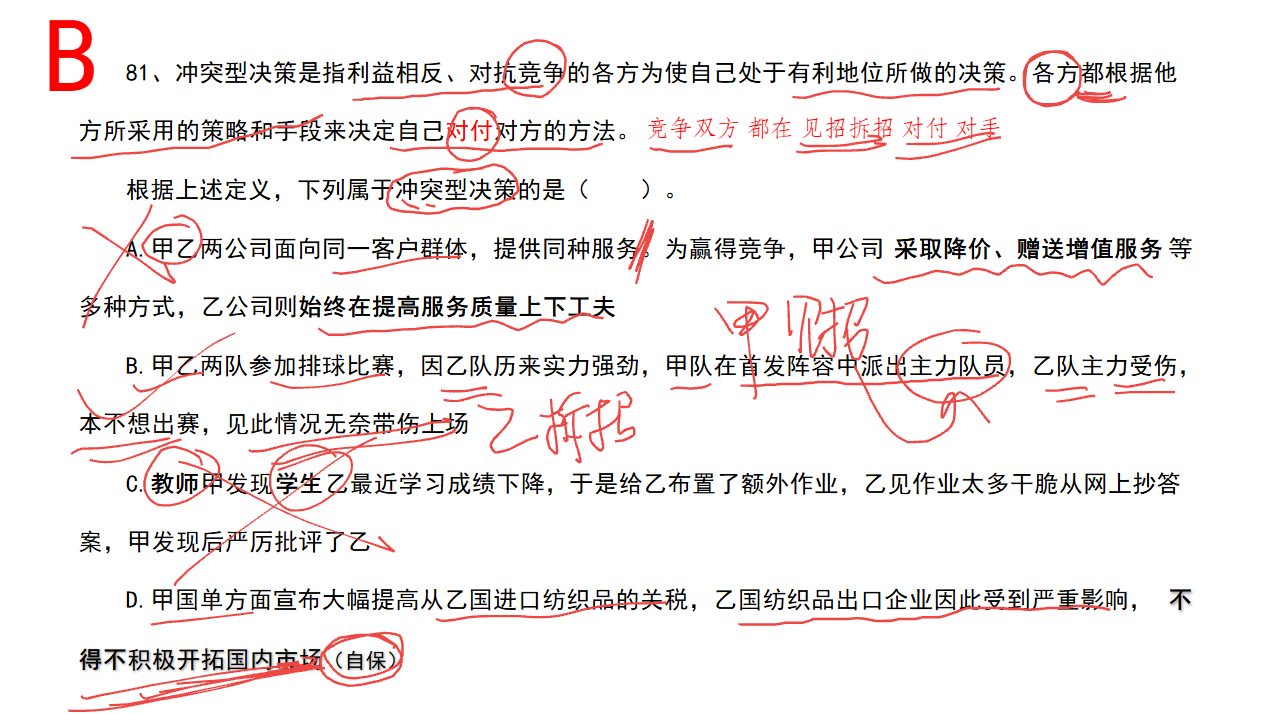 B
81、冲突型决策是指利益相反、对抗竞争的各方为使自己处于有利地位所做的决策。各方都根据他
方所采用的策略和手段来决定自己对付对方的方法。 竞争双方 都在 见招拆招 对付 对手
根据上述定义，下列属于冲突型决策的是（　　）。
A.甲乙两公司面向同一客户群体，提供同种服务。为赢得竞争，甲公司 采取降价、赠送增值服务 等
多种方式，乙公司则始终在提高服务质量上下工夫
甲 见招
B.甲乙两队参加排球比赛，因乙队历来实力强劲，甲队在首发阵容中派出主力队员，乙队主力受伤，
本不想出赛，见此情况无奈带伤上场
乙 拆招
C.教师甲发现学生乙最近学习成绩下降，于是给乙布置了额外作业，乙见作业太多干脆从网上抄答
案，甲发现后严厉批评了乙
D.甲国单方面宣布大幅提高从乙国进口纺织品的关税，乙国纺织品出口企业因此受到严重影响， 不
得不积极开拓国内市场（自保）